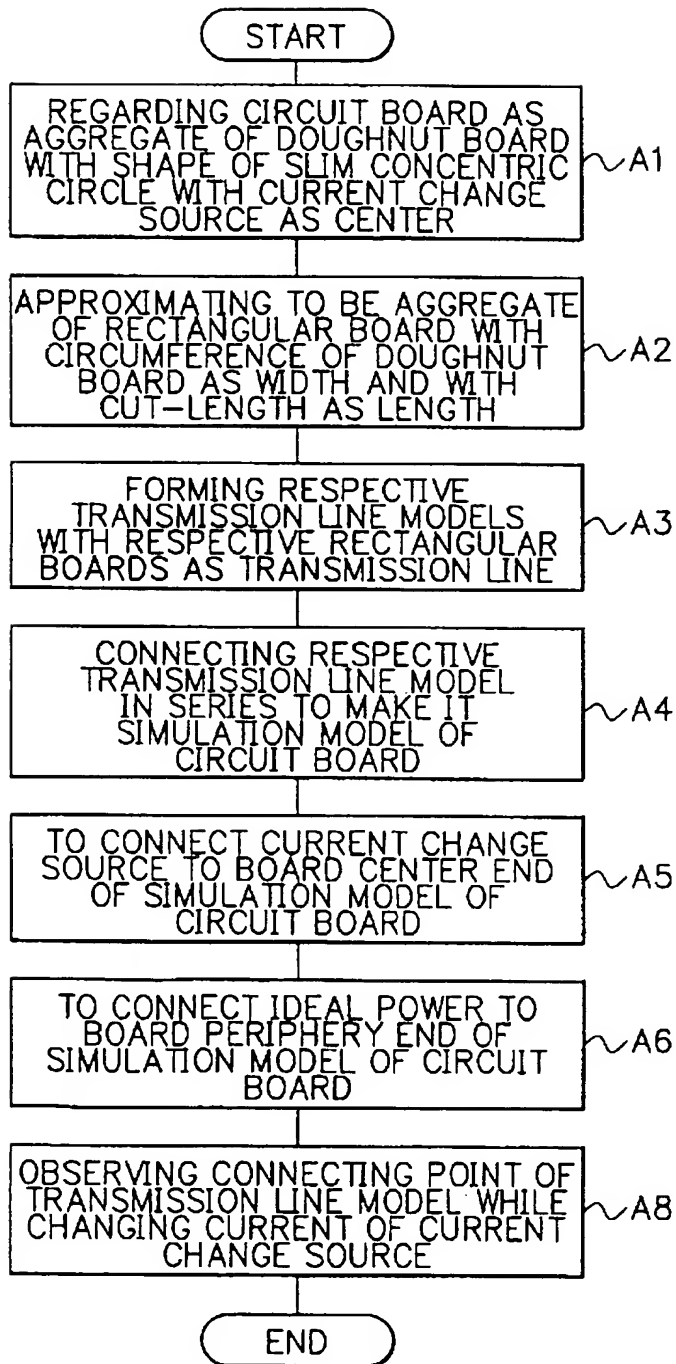 START
REGARDING CIRCUIT BOARD AS
AGGREGATE OF DOUGHNUT BOARD
WITH SHAPE OF SLIM CONCENTRIC
CIRCLE WITH CURRENT CHANGE
SOURCE AS CENTER
A1
APPROXIMATING TO BE AGGREGATE
OF RECTANGULAR BOARD WITH
CIRCUMFERENCE OF DOUGHNUT
BOARD AS WIDTH AND WITH
CUT-LENGTH AS LENGTH
A2
FORMING RESPECTIVE
TRANSMISSION LINE MODELS
WITH RESPECTIVE RECTANGULAR
BOARDS AS TRANSMISSION LINE
A3
CONNECTING RESPECTIVE
TRANSMISSION LINE MODEL
IN SERIES TO MAKE IT
SIMULATION MODEL OF
CIRCUIT BOARD
A4
TO CONNECT CURRENT CHANGE
SOURCE TO BOARD CENTER END
OF SIMULATION MODEL OF
CIRCUIT BOARD
A5
TO CONNECT IDEAL POWER TO
BOARD PERIPHERY END OF
SIMULATION MODEL OF CIRCUIT
BOARD
A6
OBSERVING CONNECTING POINT OF
TRANSMISSION LINE MODEL WHILE
CHANGING CURRENT OF CURRENT
CHANGE SOURCE
A8
END